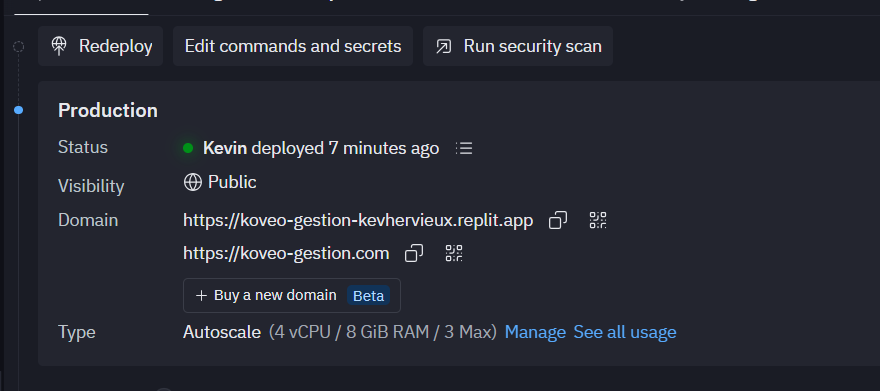 Redeploy Edit commands and secrets Run security scan
Production
Status Kevin deployed 7 minutes ago
Visibility Public
Domain https://koveo-gestion-kevhervieux.replit.app
https://koveo-gestion.com
+ Buy a new domain Beta
Type Autoscale (4 vCPU / 8 GiB RAM / 3 Max) Manage See all usage